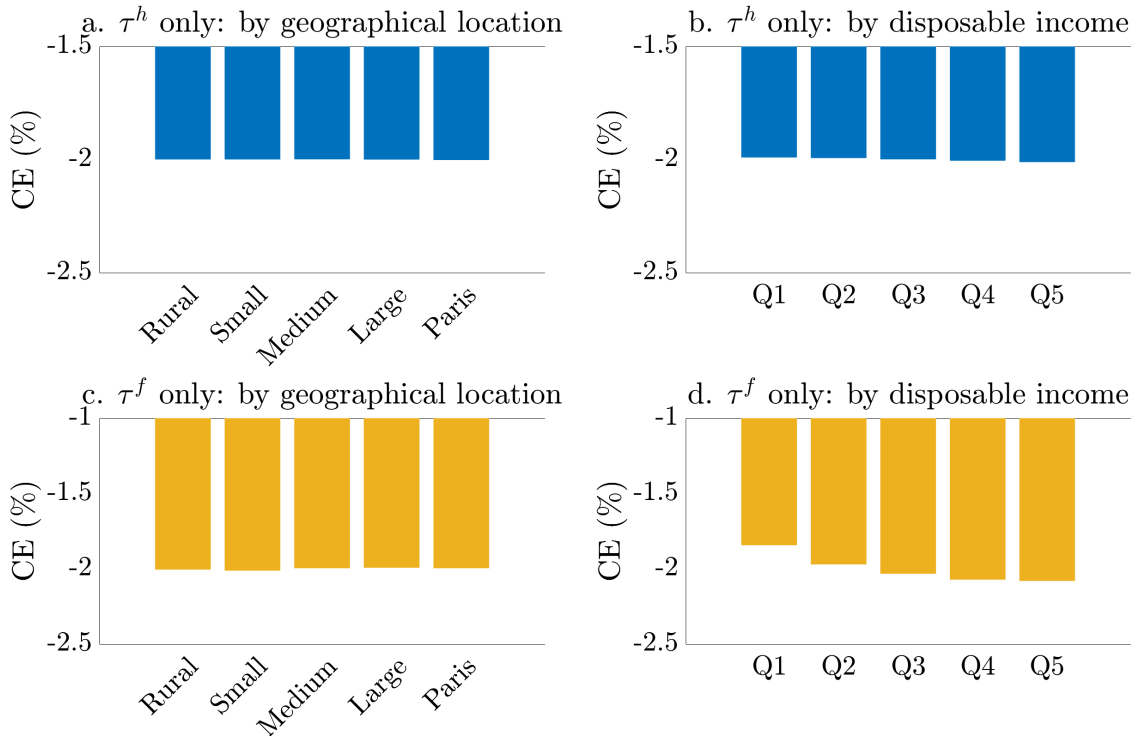 a. τ^h only: by geographical location
-1.5
-2
-2.5
CE (%)
Rural
Small
Medium
Large
Paris
b. τ^h only: by disposable income
-1.5
-2
-2.5
CE (%)
Q1 Q2 Q3 Q4 Q5
c. τ^f only: by geographical location
-1
-1.5
-2
-2.5
CE (%)
Rural
Small
Medium
Large
Paris
d. τ^f only: by disposable income
-1
-1.5
-2
-2.5
CE (%)
Q1 Q2 Q3 Q4 Q5